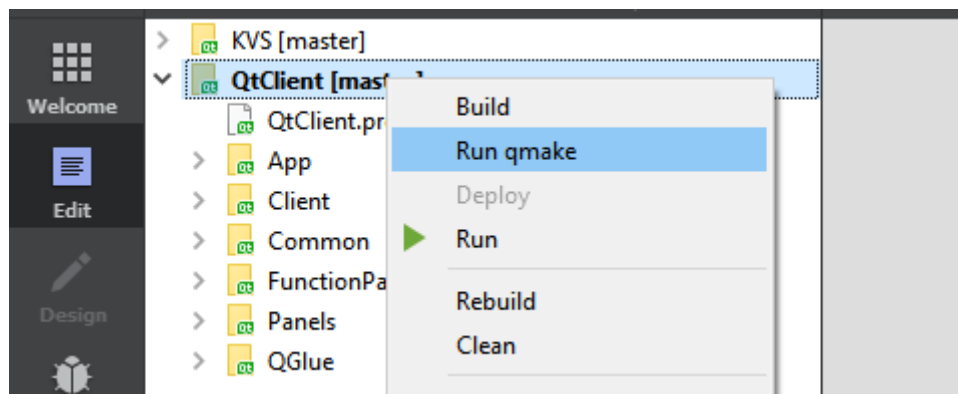 Welcome
Edit
Design
KVS [master]
QtClient [mast
QtClient.pr
App
Client
Common
FunctionPa
Panels
QGlue
Build
Run qmake
Deploy
Run
Rebuild
Clean